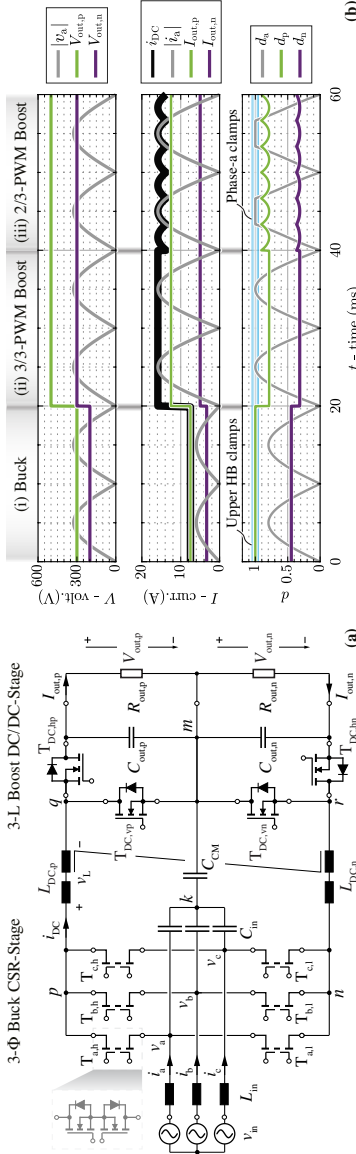 3-Φ Buck CSR-Stage
3-L Boost DC/DC-Stage
p
i_DC
L_DC,p
+ v_L −
q
T_DC,hp
I_out,p
T_a,h
T_b,h
T_c,h
T_DC,vp
C_out,p
R_out,p
+
V_out,p
−
v_in
L_in
i_a
i_b
i_c
v_a
v_b
v_c
C_in
k
C_CM
m
T_a,l
T_b,l
T_c,l
T_DC,vn
C_out,n
R_out,n
+
V_out,n
−
n
L_DC,n
r
T_DC,hn
I_out,n
(a)
(i) Buck
(ii) 3/3-PWM Boost
(iii) 2/3-PWM Boost
V - volt.(V)
600
300
0
|v_a|
V_out,p
V_out,n
I - curr.(A)
20
10
0
i_DC
|i_a|
I_out,p
I_out,n
d
1
0.5
0
Upper HB clamps
Phase-a clamps
d_a
d_p
d_n
0
20
40
60
t - time (ms)
(b)